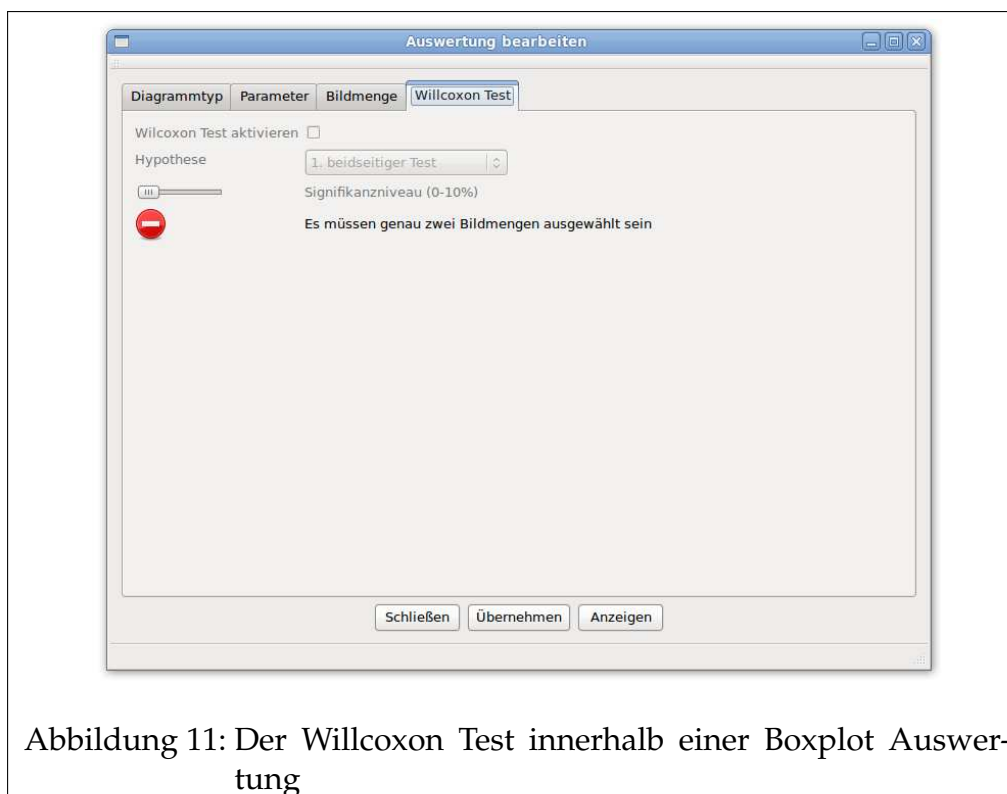 Auswertung bearbeiten
Diagrammtyp Parameter Bildmenge Willcoxon Test
Wilcoxon Test aktivieren
Hypothese 1. beidseitiger Test
Signifikanzniveau (0-10%)
Es müssen genau zwei Bildmengen ausgewählt sein
Schließen Übernehmen Anzeigen
Abbildung 11: Der Willcoxon Test innerhalb einer Boxplot Auswer-
tung